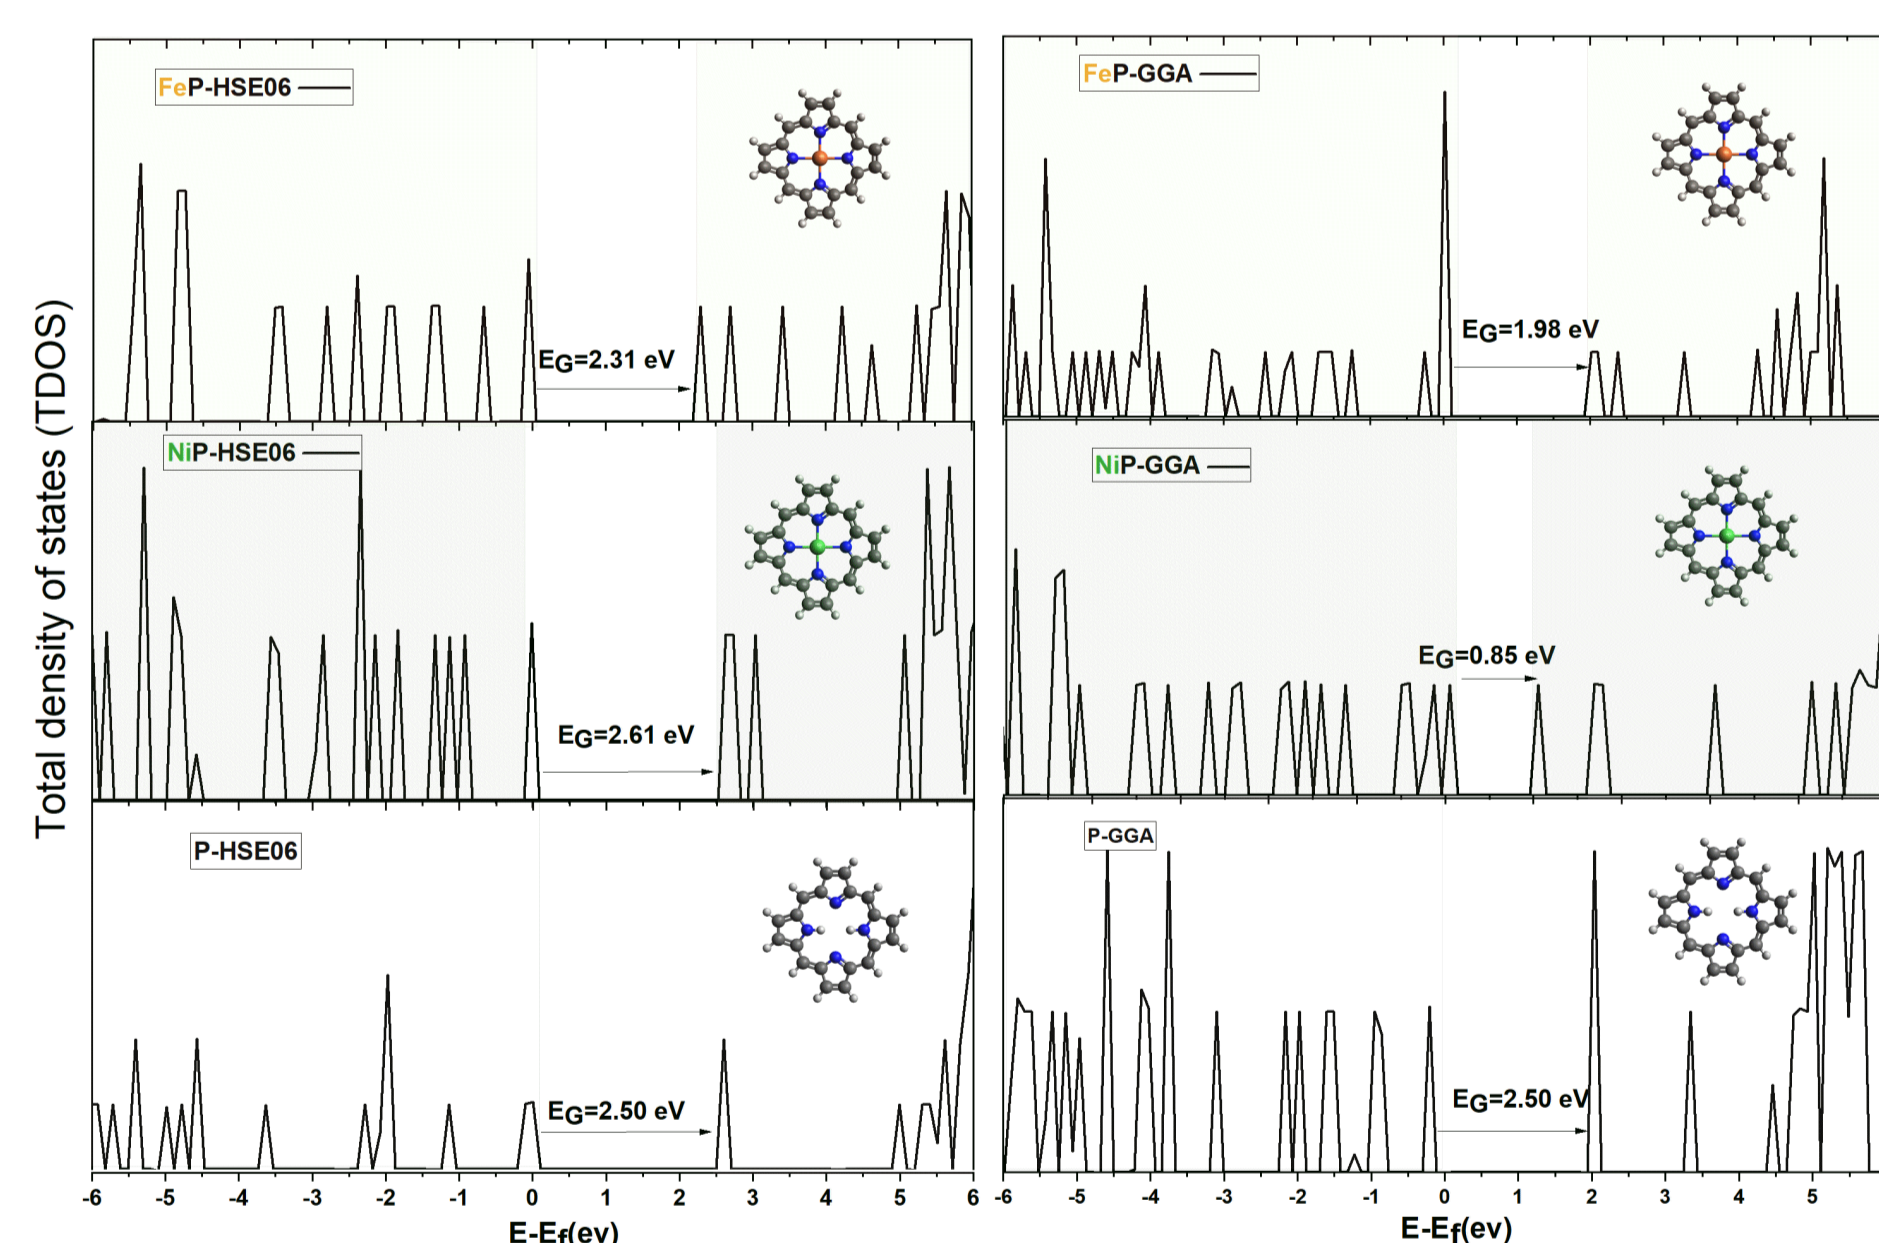 Total density of states (TDOS)
FeP-HSE06
EG=2.31 eV
NiP-HSE06
EG=2.61 eV
P-HSE06
EG=2.50 eV
-6 -5 -4 -3 -2 -1 0 1 2 3 4 5 6
E-Ef(ev)
FeP-GGA
EG=1.98 eV
NiP-GGA
EG=0.85 eV
P-GGA
EG=2.50 eV
-6 -5 -4 -3 -2 -1 0 1 2 3 4 5
E-Ef(ev)